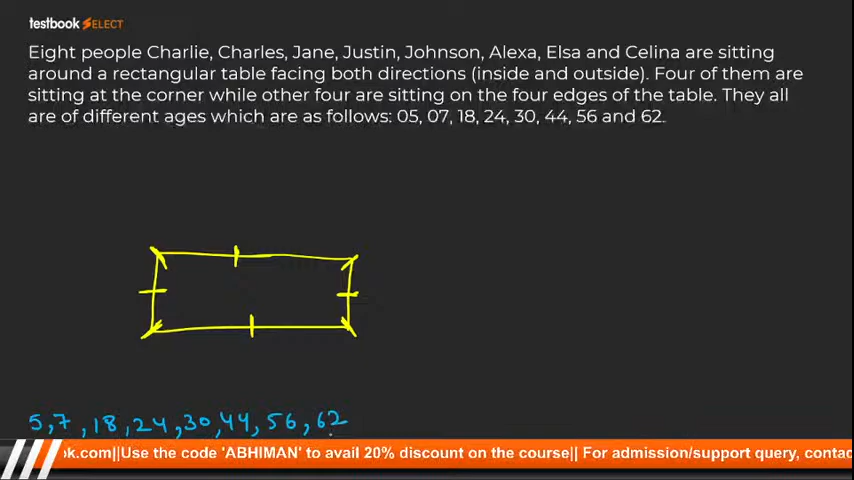 testbook SELECT
Eight people Charlie, Charles, Jane, Justin, Johnson, Alexa, Elsa and Celina are sitting
around a rectangular table facing both directions (inside and outside). Four of them are
sitting at the corner while other four are sitting on the four edges of the table. They all
are of different ages which are as follows: 05, 07, 18, 24, 30, 44, 56 and 62.
5,7,18,24,30,44,56,62
k.com||Use the code 'ABHIMAN' to avail 20% discount on the course|| For admission/support query, contac